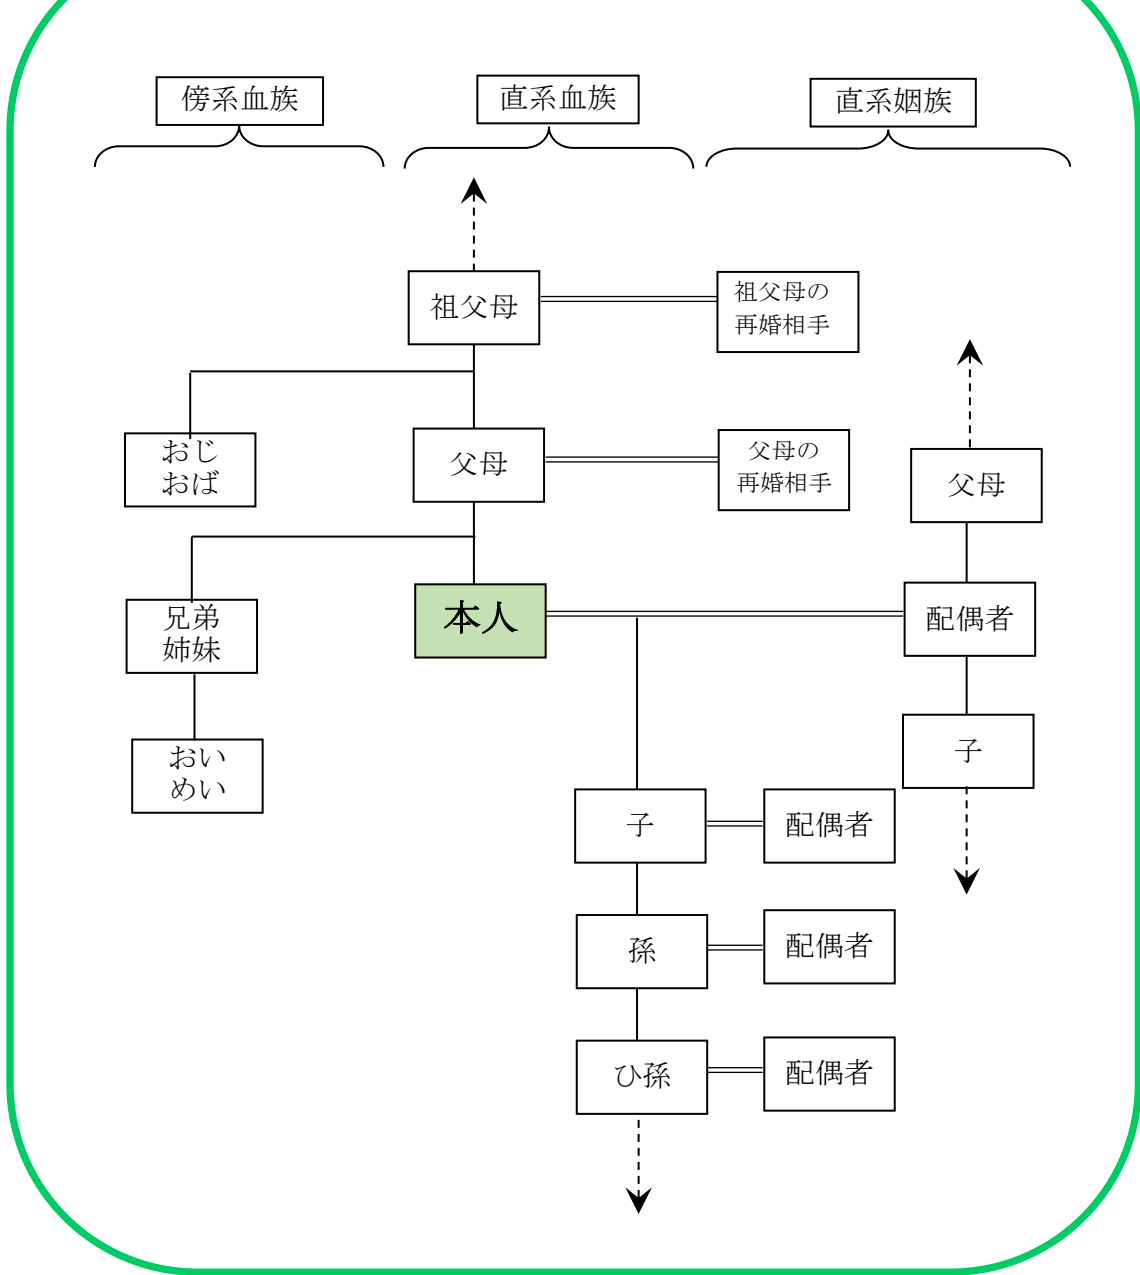 傍系血族
直系血族
直系姻族
祖父母
祖父母の
再婚相手
おじ
おば
父母
父母の
再婚相手
父母
兄弟
姉妹
本人
配偶者
おい
めい
子
子
配偶者
孫
配偶者
ひ孫
配偶者